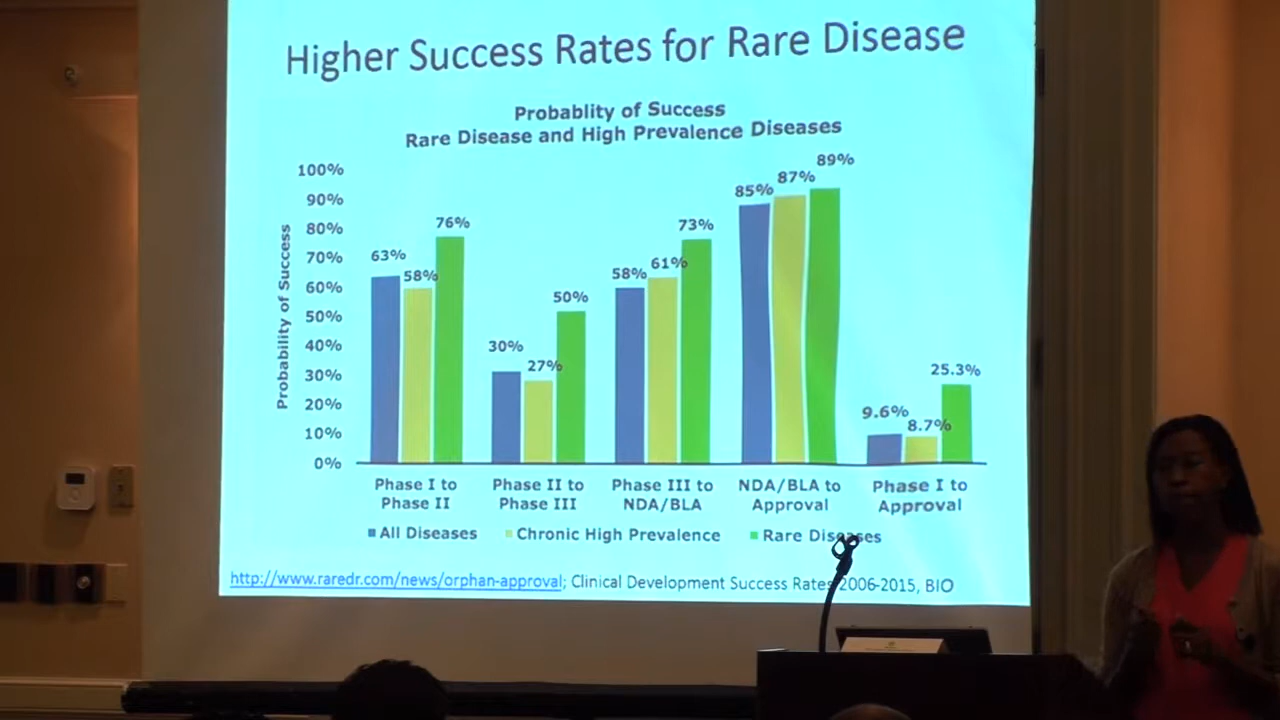 Higher Success Rates for Rare Disease
Probablity of Success
Rare Disease and High Prevalence Diseases
Probability of Success
100%
90%
80%
70%
60%
50%
40%
30%
20%
10%
0%
63%
58%
76%
30%
27%
50%
58%
61%
73%
85%
87%
89%
9.6%
8.7%
25.3%
Phase I to
Phase II
Phase II to
Phase III
Phase III to
NDA/BLA
NDA/BLA to
Approval
Phase I to
Approval
All Diseases
Chronic High Prevalence
Rare Diseases
http://www.raredr.com/news/orphan-approval; Clinical Development Success Rates 2006-2015, BIO